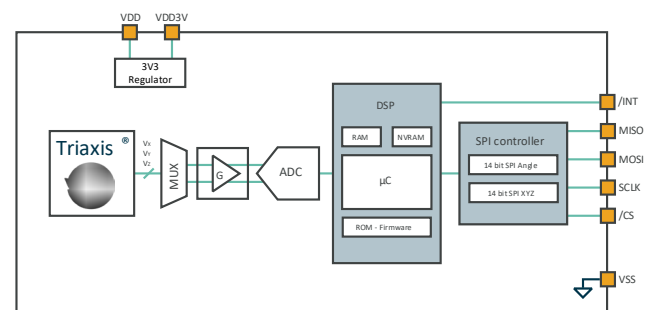 VDD VDD3V
3V3
Regulator
DSP
/INT
RAM NVRAM
SPI controller
MISO
Triaxis ®
VX
VY
VZ
MUX
G
ADC
µC
14 bit SPI Angle
14 bit SPI XYZ
MOSI
SCLK
/CS
ROM - Firmware
VSS